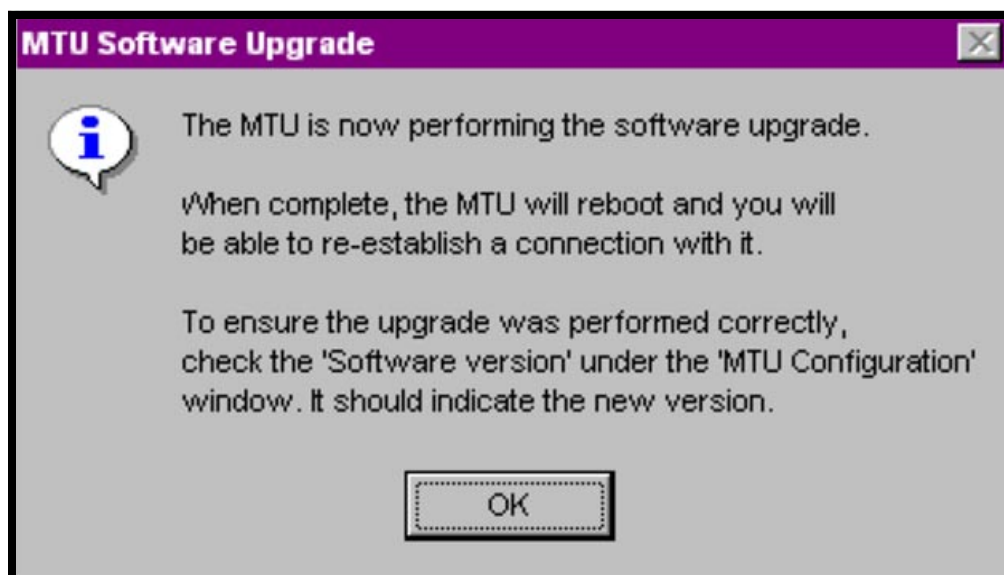 MTU Software Upgrade
The MTU is now performing the software upgrade.
When complete, the MTU will reboot and you will
be able to re-establish a connection with it.
To ensure the upgrade was performed correctly,
check the 'Software version' under the 'MTU Configuration'
window. It should indicate the new version.
OK